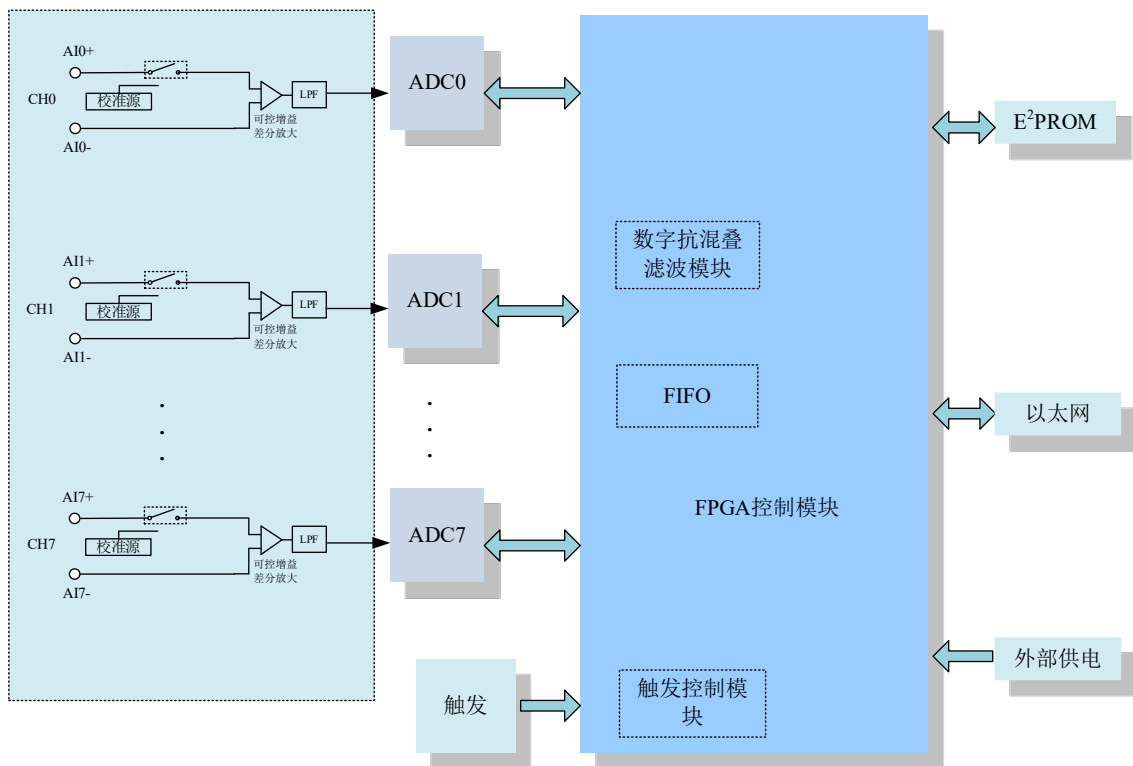 AI0+
CH0
校准源
AI0-
可控增益
差分放大
LPF
ADC0
AI1+
CH1
校准源
AI1-
可控增益
差分放大
LPF
ADC1
AI7+
CH7
校准源
AI7-
可控增益
差分放大
LPF
ADC7
触发
数字抗混叠
滤波模块
FIFO
FPGA控制模块
触发控制模
块
E²PROM
以太网
外部供电